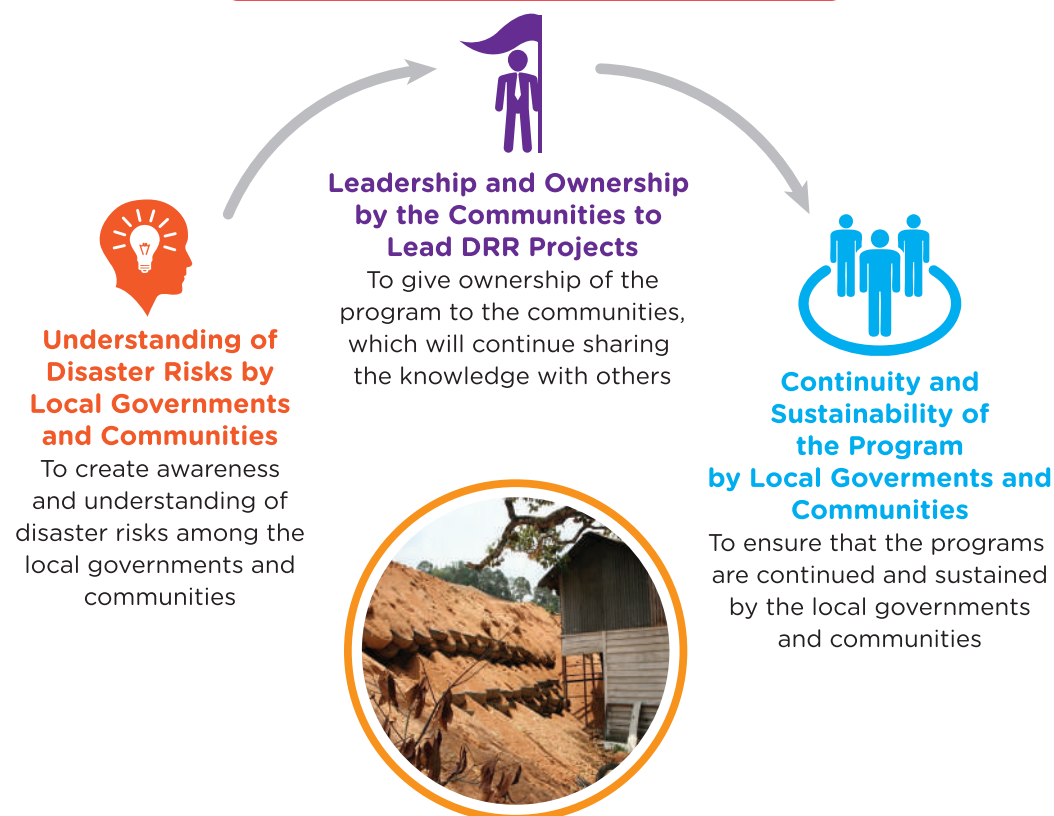 Leadership and Ownership
by the Communities to
Lead DRR Projects
To give ownership of the
program to the communities,
which will continue sharing
the knowledge with others
Understanding of
Disaster Risks by
Local Governments
and Communities
To create awareness
and understanding of
disaster risks among the
local governments and
communities
Continuity and
Sustainability of
the Program
by Local Goverments and
Communities
To ensure that the programs
are continued and sustained
by the local governments
and communities